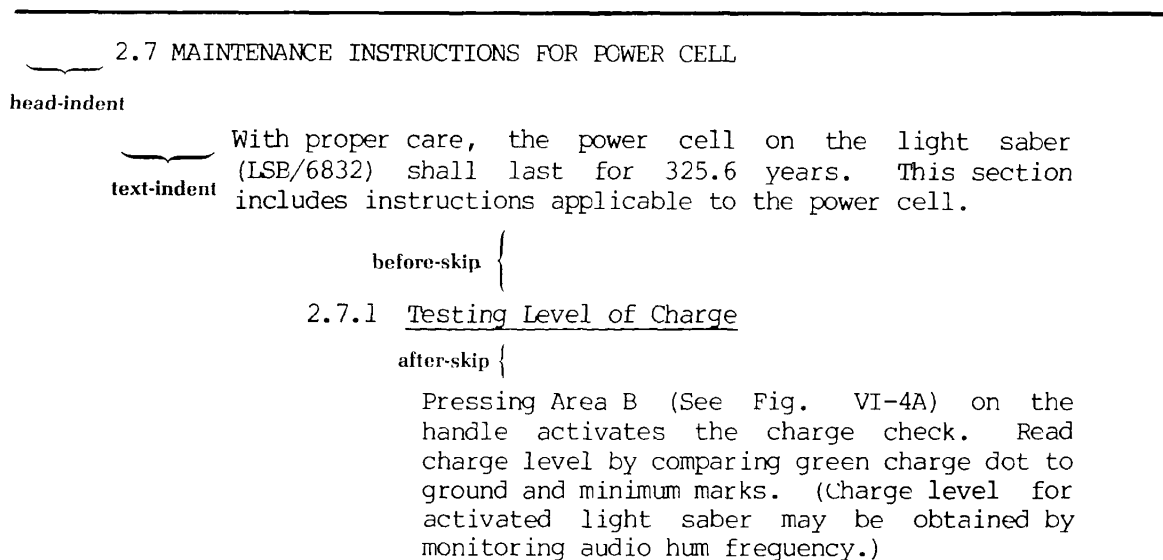 2.7 MAINTENANCE INSTRUCTIONS FOR POWER CELL
head-indent
With proper care, the power cell on the light saber
(LSB/6832) shall last for 325.6 years. This section
text-indent includes instructions applicable to the power cell.
before-skip
2.7.1 Testing Level of Charge
after-skip
Pressing Area B (See Fig. VI-4A) on the
handle activates the charge check. Read
charge level by comparing green charge dot to
ground and minimum marks. (Charge level for
activated light saber may be obtained by
monitoring audio hum frequency.)